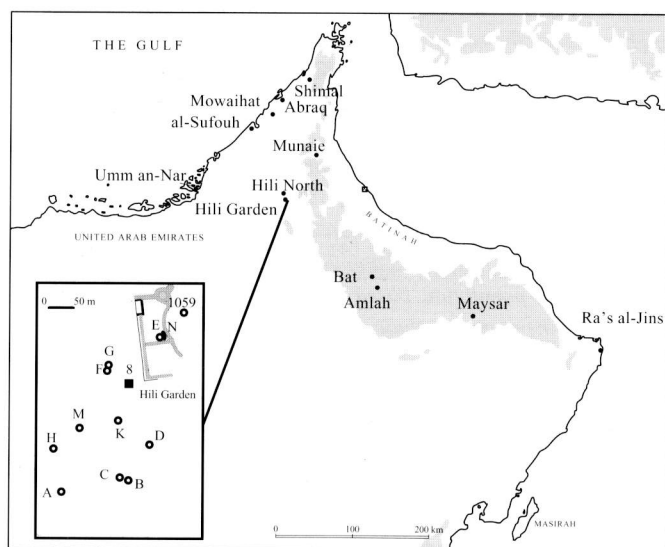 THE GULF
Shimal
Mowaihat
Abraq
al-Sufouh
Munaie
Umm an-Nar
Hili North
Hili Garden
BATINAH
UNITED ARAB EMIRATES
Bat
Amlah
Maysar
Ra's al-Jins
0 50 m
1059
E N
G
F 8
Hili Garden
M
K
H
D
C
B
A
0 100 200 km
MASIRAH